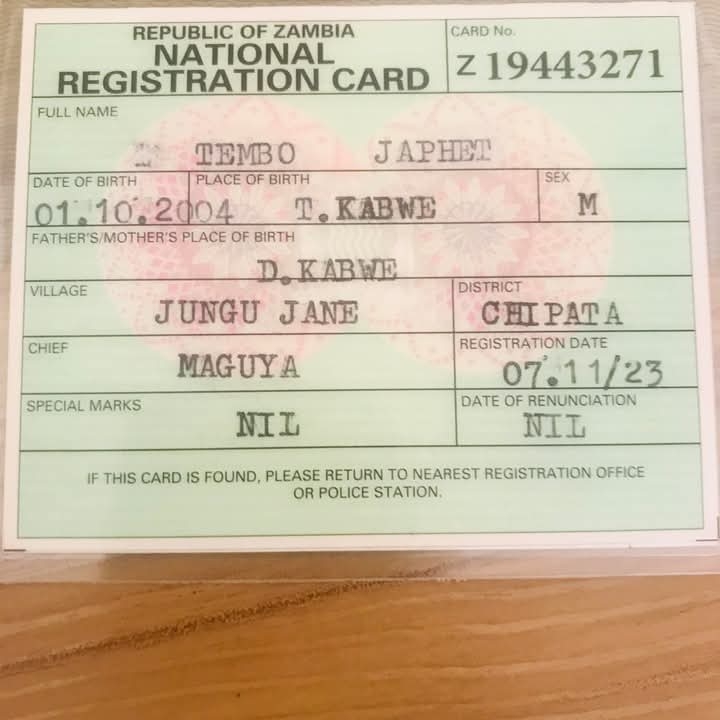 REPUBLIC OF ZAMBIA
NATIONAL
REGISTRATION CARD
CARD No.
Z 19443271
FULL NAME
TEMBO JAPHET
DATE OF BIRTH
01.10.2004
PLACE OF BIRTH
T.KABWE
SEX
M
FATHER'S/MOTHER'S PLACE OF BIRTH
D.KABWE
VILLAGE
JUNGU JANE
DISTRICT
CHIPATA
CHIEF
MAGUYA
REGISTRATION DATE
07.11/23
SPECIAL MARKS
NIL
DATE OF RENUNCIATION
NIL
IF THIS CARD IS FOUND, PLEASE RETURN TO NEAREST REGISTRATION OFFICE
OR POLICE STATION.